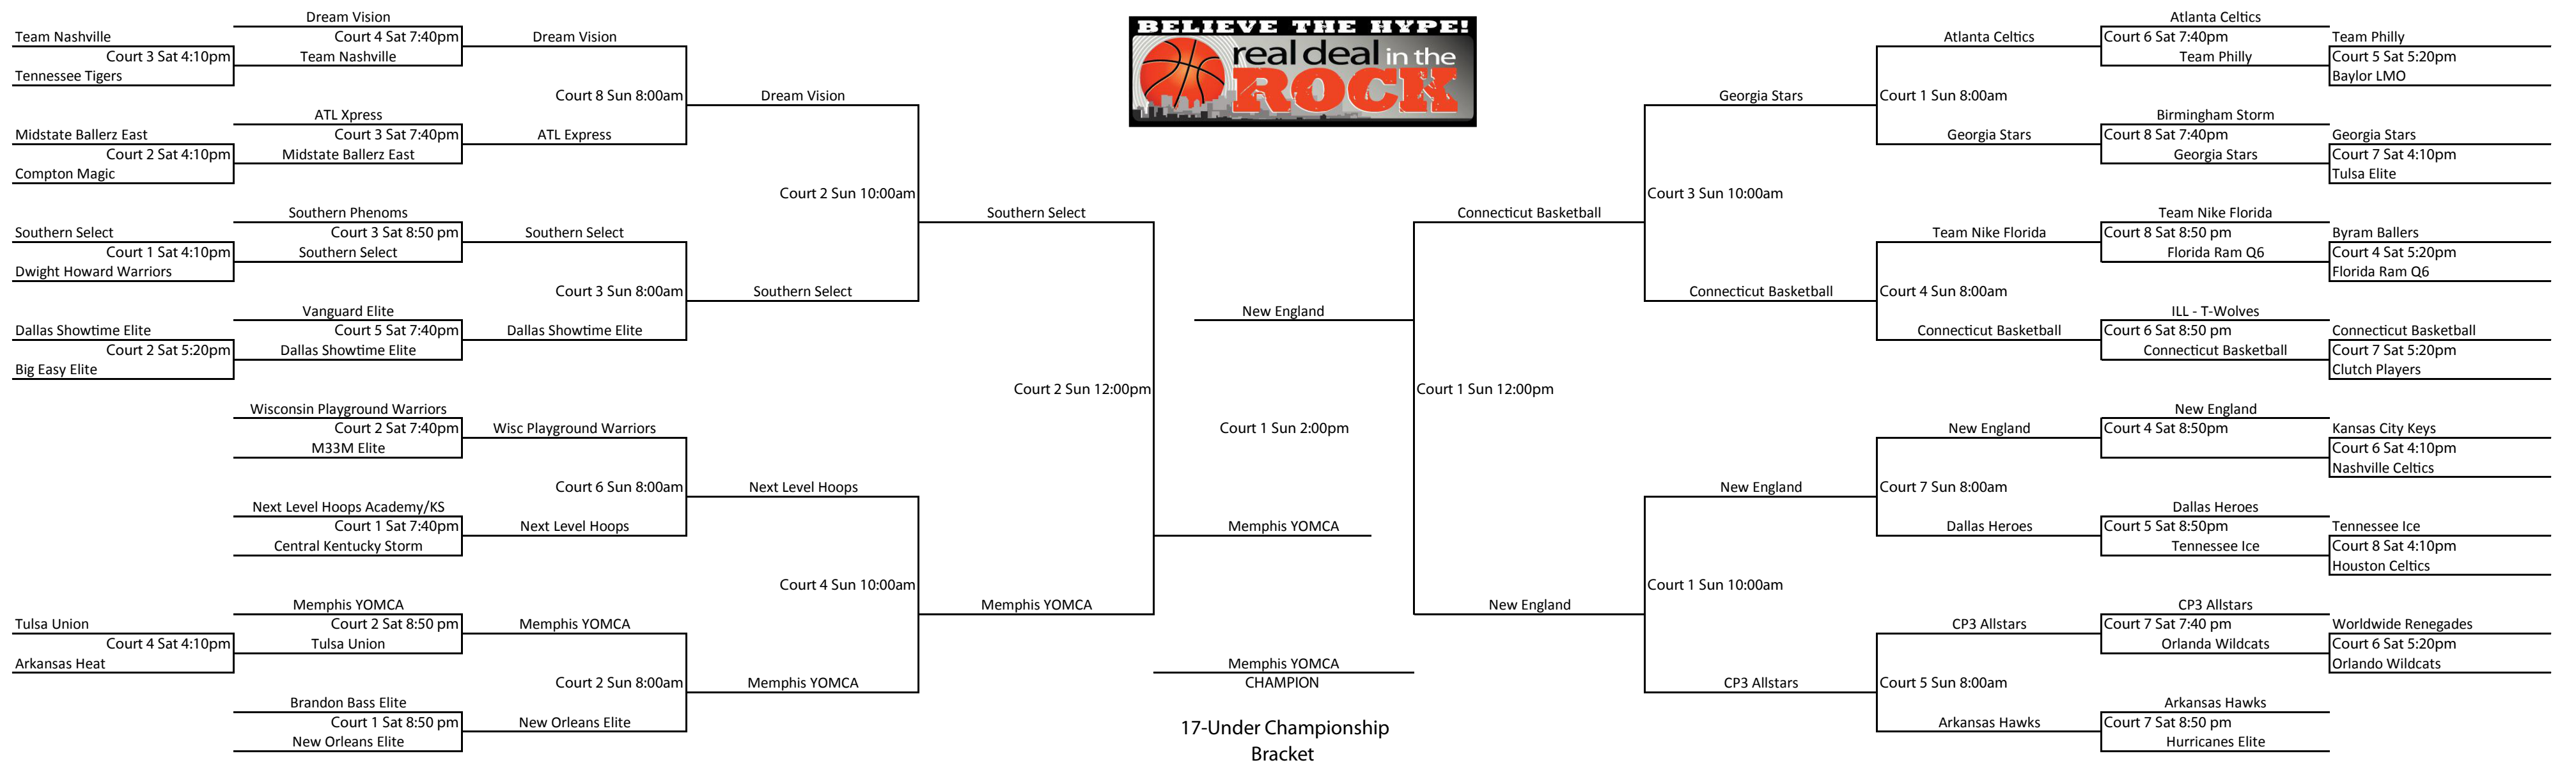 Dream Vision
Team Nashville
Court 4 Sat 7:40pm
Dream Vision
Court 3 Sat 4:10pm
Team Nashville
Tennessee Tigers
Court 8 Sun 8:00am
Dream Vision
ATL Xpress
Midstate Ballerz East
Court 3 Sat 7:40pm
ATL Express
Court 2 Sat 4:10pm
Midstate Ballerz East
Compton Magic
Court 2 Sun 10:00am
Southern Phenoms
Southern Select
Southern Select
Court 3 Sat 8:50 pm
Southern Select
Court 1 Sat 4:10pm
Southern Select
Dwight Howard Warriors
Court 3 Sun 8:00am
Southern Select
Vanguard Elite
Dallas Showtime Elite
Court 5 Sat 7:40pm
Dallas Showtime Elite
Court 2 Sat 5:20pm
Dallas Showtime Elite
Big Easy Elite
Court 2 Sun 12:00pm
Wisconsin Playground Warriors
Court 2 Sat 7:40pm
Wisc Playground Warriors
M33M Elite
Court 6 Sun 8:00am
Next Level Hoops
Next Level Hoops Academy/KS
Court 1 Sat 7:40pm
Next Level Hoops
Central Kentucky Storm
Court 4 Sun 10:00am
Memphis YOMCA
Memphis YOMCA
Tulsa Union
Court 2 Sat 8:50 pm
Memphis YOMCA
Court 4 Sat 4:10pm
Tulsa Union
Arkansas Heat
Court 2 Sun 8:00am
Memphis YOMCA
Brandon Bass Elite
Court 1 Sat 8:50 pm
New Orleans Elite
New Orleans Elite
BELIEVE THE HYPE!
real deal in the
ROCK
New England
Court 1 Sun 2:00pm
Memphis YOMCA
Memphis YOMCA
CHAMPION
17-Under Championship
Bracket
Atlanta Celtics
Atlanta Celtics
Court 6 Sat 7:40pm
Team Philly
Team Philly
Court 5 Sat 5:20pm
Baylor LMO
Georgia Stars
Court 1 Sun 8:00am
Birmingham Storm
Georgia Stars
Court 8 Sat 7:40pm
Georgia Stars
Georgia Stars
Court 7 Sat 4:10pm
Tulsa Elite
Court 3 Sun 10:00am
Connecticut Basketball
Team Nike Florida
Team Nike Florida
Court 8 Sat 8:50 pm
Byram Ballers
Florida Ram Q6
Court 4 Sat 5:20pm
Florida Ram Q6
Connecticut Basketball
Court 4 Sun 8:00am
ILL - T-Wolves
Connecticut Basketball
Court 6 Sat 8:50 pm
Connecticut Basketball
Connecticut Basketball
Court 7 Sat 5:20pm
Clutch Players
Court 1 Sun 12:00pm
New England
New England
Court 4 Sat 8:50pm
Kansas City Keys
Court 6 Sat 4:10pm
Nashville Celtics
New England
Court 7 Sun 8:00am
Dallas Heroes
Dallas Heroes
Court 5 Sat 8:50pm
Tennessee Ice
Tennessee Ice
Court 8 Sat 4:10pm
Houston Celtics
Court 1 Sun 10:00am
New England
CP3 Allstars
CP3 Allstars
Court 7 Sat 7:40 pm
Worldwide Renegades
Orlanda Wildcats
Court 6 Sat 5:20pm
Orlando Wildcats
CP3 Allstars
Court 5 Sun 8:00am
Arkansas Hawks
Arkansas Hawks
Court 7 Sat 8:50 pm
Hurricanes Elite